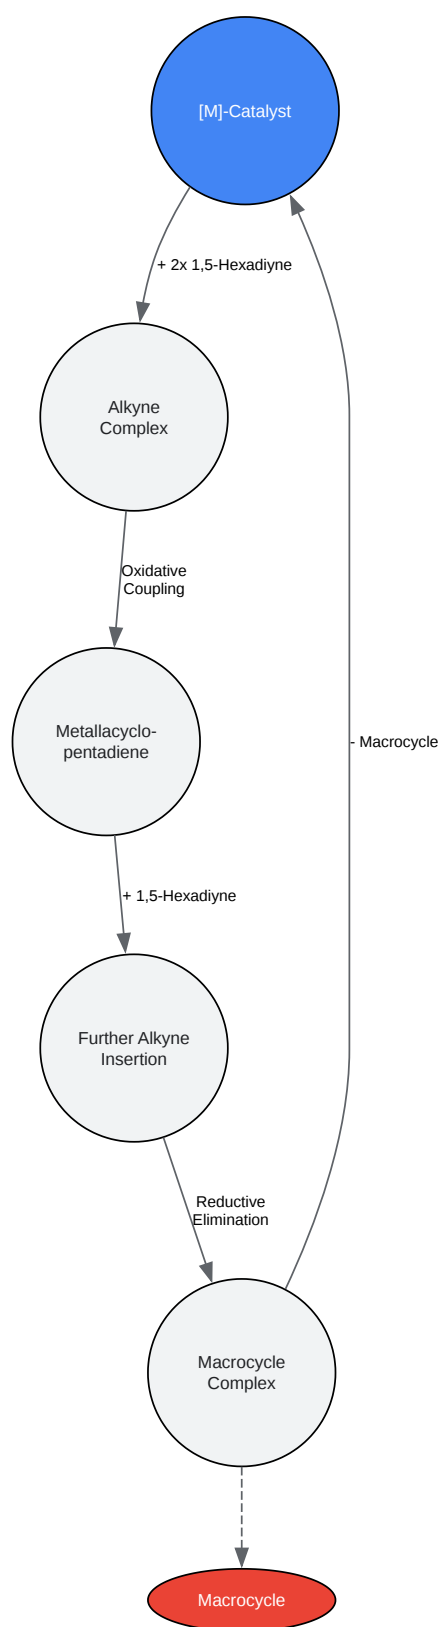 [M]-Catalyst
+ 2x 1,5-Hexadiyne
Alkyne
Complex
Oxidative
Coupling
Metallacyclo-
pentadiene
- Macrocycle
+ 1,5-Hexadiyne
Further Alkyne
Insertion
Reductive
Elimination
Macrocycle
Complex
Macrocycle